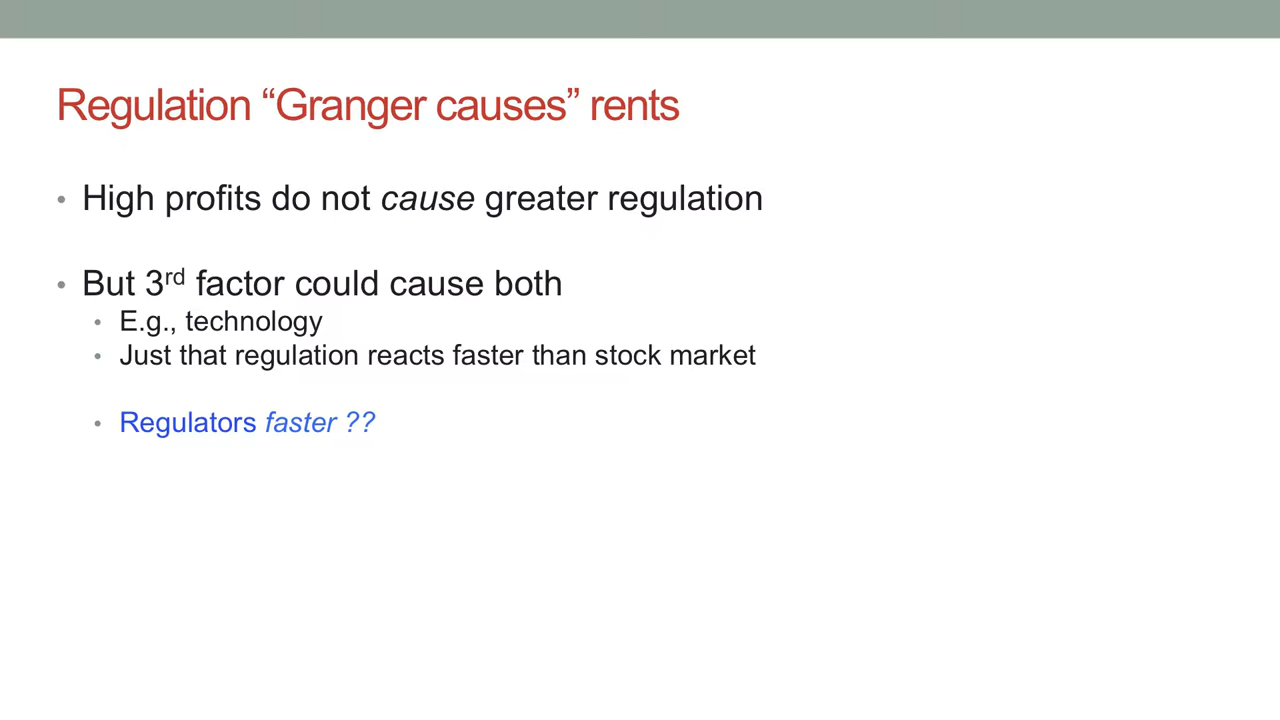 Regulation “Granger causes” rents
• High profits do not cause greater regulation
• But 3rd factor could cause both
• E.g., technology
• Just that regulation reacts faster than stock market
• Regulators faster ??